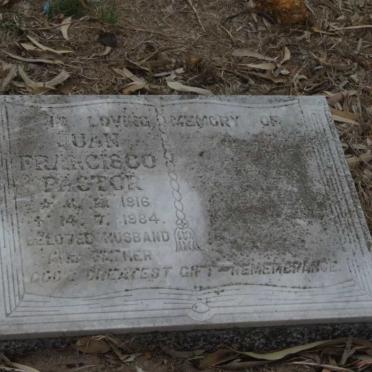 IN LOVING MEMORY OF
JUAN
FRANCISCO
PASTOR
1916
14.7.1984.
BELOVED HUSBAND
AND FATHER
GOD'S GREATEST GIFT - REMEMBRANCE.